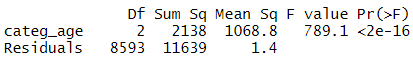 Df Sum Sq Mean Sq F value Pr(>F)
categ_age 2 2138 1068.8 789.1 <2e-16
Residuals 8593 11639 1.4